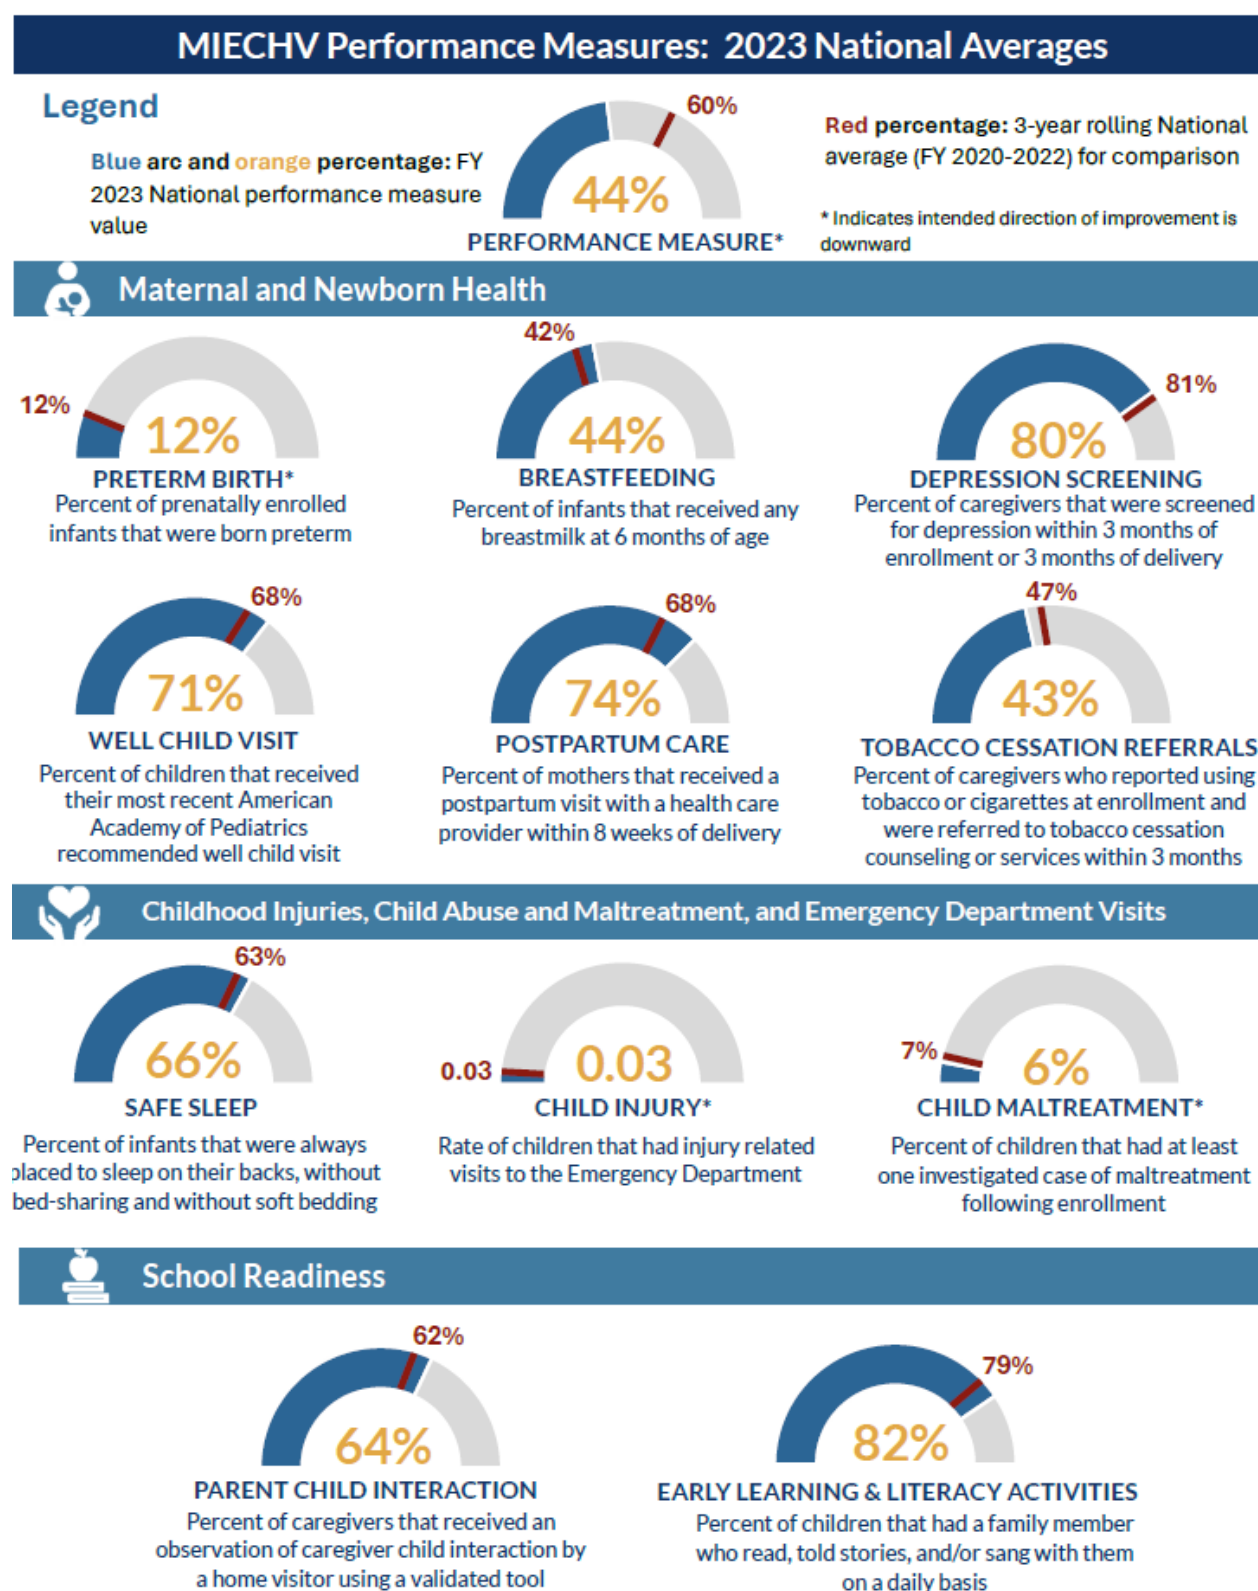 MIECHV Performance Measures: 2023 National Averages
Legend
Blue arc and orange percentage: FY
2023 National performance measure
value
60%
44%
PERFORMANCE MEASURE*
Red percentage: 3-year rolling National
average (FY 2020-2022) for comparison
* Indicates intended direction of improvement is
downward
Maternal and Newborn Health
12%
12%
PRETERM BIRTH*
Percent of prenatally enrolled
infants that were born preterm
42%
44%
BREASTFEEDING
Percent of infants that received any
breastmilk at 6 months of age
81%
80%
DEPRESSION SCREENING
Percent of caregivers that were screened
for depression within 3 months of
enrollment or 3 months of delivery
68%
71%
WELL CHILD VISIT
Percent of children that received
their most recent American
Academy of Pediatrics
recommended well child visit
68%
74%
POSTPARTUM CARE
Percent of mothers that received a
postpartum visit with a health care
provider within 8 weeks of delivery
47%
43%
TOBACCO CESSATION REFERRALS
Percent of caregivers who reported using
tobacco or cigarettes at enrollment and
were referred to tobacco cessation
counseling or services within 3 months
Childhood Injuries, Child Abuse and Maltreatment, and Emergency Department Visits
63%
66%
SAFE SLEEP
Percent of infants that were always
placed to sleep on their backs, without
bed-sharing and without soft bedding
0.03
0.03
CHILD INJURY*
Rate of children that had injury related
visits to the Emergency Department
7%
6%
CHILD MALTREATMENT*
Percent of children that had at least
one investigated case of maltreatment
following enrollment
School Readiness
62%
64%
PARENT CHILD INTERACTION
Percent of caregivers that received an
observation of caregiver child interaction by
a home visitor using a validated tool
79%
82%
EARLY LEARNING & LITERACY ACTIVITIES
Percent of children that had a family member
who read, told stories, and/or sang with them
on a daily basis